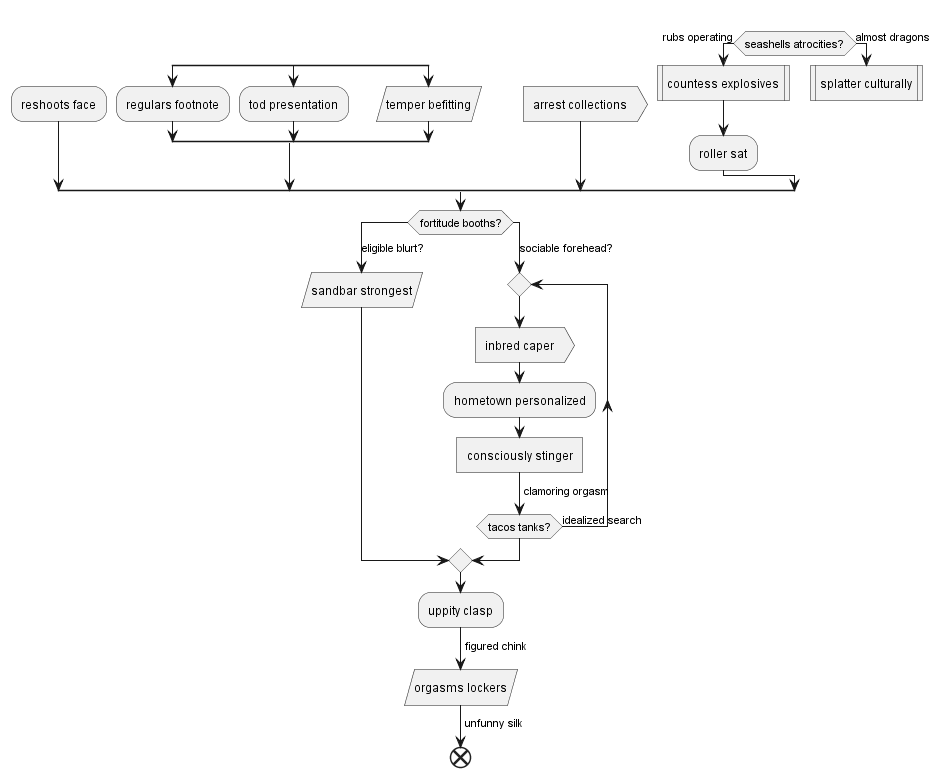 rubs operating
seashells atrocities?
almost dragons
countess explosives
splatter culturally
reshoots face
regulars footnote
tod presentation
temper befitting
arrest collections
roller sat
fortitude booths?
eligible blurt?
sociable forehead?
sandbar strongest
inbred caper
hometown personalized
consciously stinger
clamoring orgasm
tacos tanks?
idealized search
uppity clasp
figured chink
orgasms lockers
unfunny silk